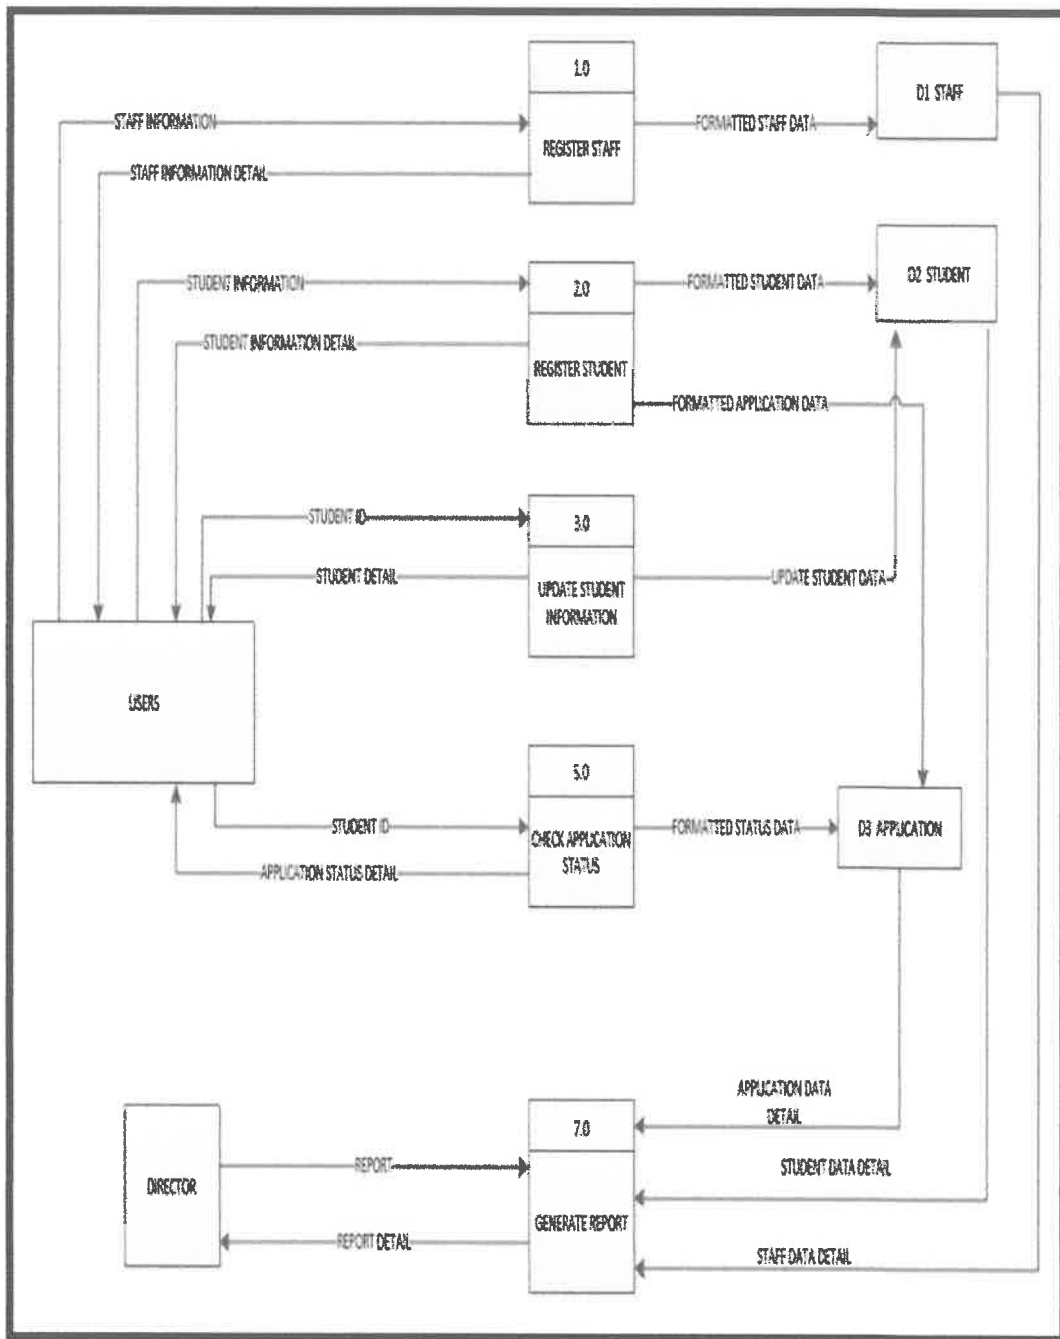 1.0
D1 STAFF
STAFF INFORMATION
FORMATTED STAFF DATA
REGISTER STAFF
STAFF INFORMATION DETAIL
D2 STUDENT
STUDENT INFORMATION
2.0
FORMATTED STUDENT DATA
STUDENT INFORMATION DETAIL
REGISTER STUDENT
FORMATTED APPLICATION DATA
STUDENT ID
3.0
STUDENT DETAIL
UPDATE STUDENT
INFORMATION
UPDATE STUDENT DATA
USERS
5.0
STUDENT ID
FORMATTED STATUS DATA
D3 APPLICATION
CHECK APPLICATION
STATUS
APPLICATION STATUS DETAIL
APPLICATION DATA
DETAIL
7.0
REPORT
STUDENT DATA DETAIL
DIRECTOR
GENERATE REPORT
REPORT DETAIL
STAFF DATA DETAIL